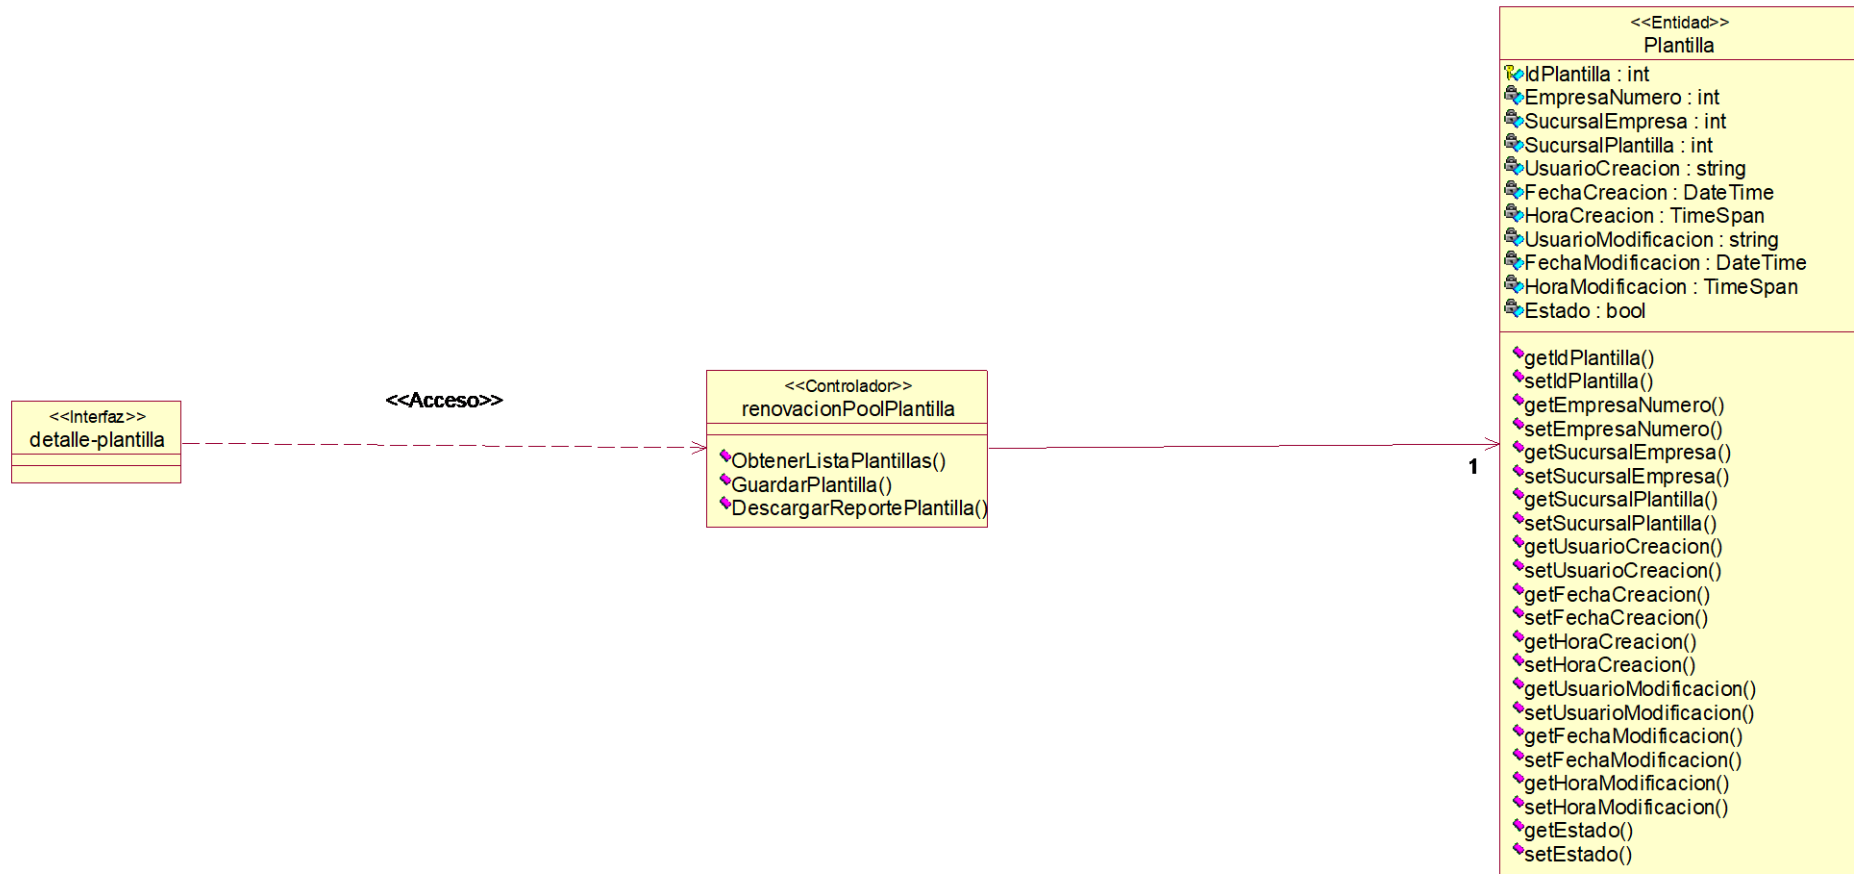 <<Interfaz>>
detalle-plantilla
<<Acceso>>
<<Controlador>>
renovacionPoolPlantilla
ObtenerListaPlantillas()
GuardarPlantilla()
DescargarReportePlantilla()
1
<<Entidad>>
Plantilla
IdPlantilla : int
EmpresaNumero : int
SucursalEmpresa : int
SucursalPlantilla : int
UsuarioCreacion : string
FechaCreacion : DateTime
HoraCreacion : TimeSpan
UsuarioModificacion : string
FechaModificacion : DateTime
HoraModificacion : TimeSpan
Estado : bool
getIdPlantilla()
setIdPlantilla()
getEmpresaNumero()
setEmpresaNumero()
getSucursalEmpresa()
setSucursalEmpresa()
getSucursalPlantilla()
setSucursalPlantilla()
getUsuarioCreacion()
setUsuarioCreacion()
getFechaCreacion()
setFechaCreacion()
getHoraCreacion()
setHoraCreacion()
getUsuarioModificacion()
setUsuarioModificacion()
getFechaModificacion()
setFechaModificacion()
getHoraModificacion()
setHoraModificacion()
getEstado()
setEstado()